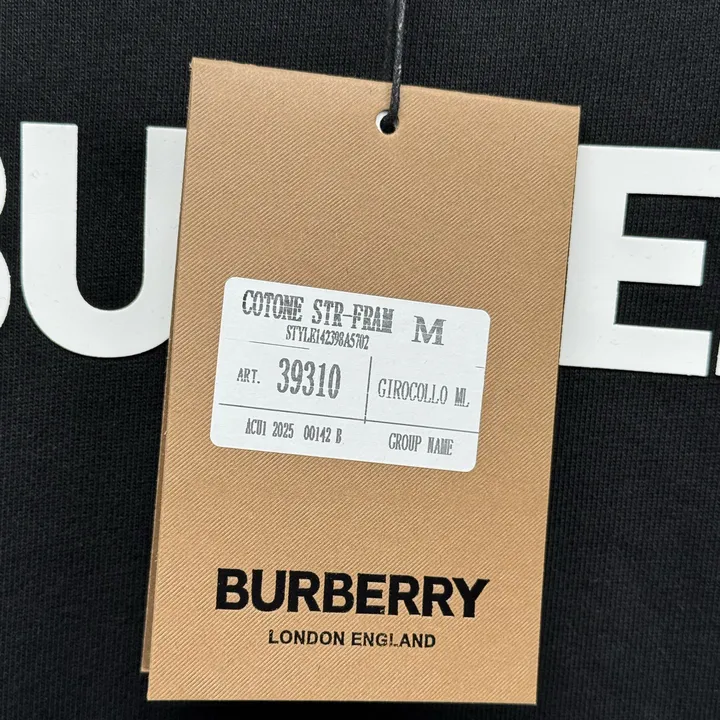 BU E
COTONE STR-FRAM M
STYLE142398A5702
ART. 39310
GIROCOLLO ML
ACU1 2025 00142 B
GROUP NAME
BURBERRY
LONDON ENGLAND